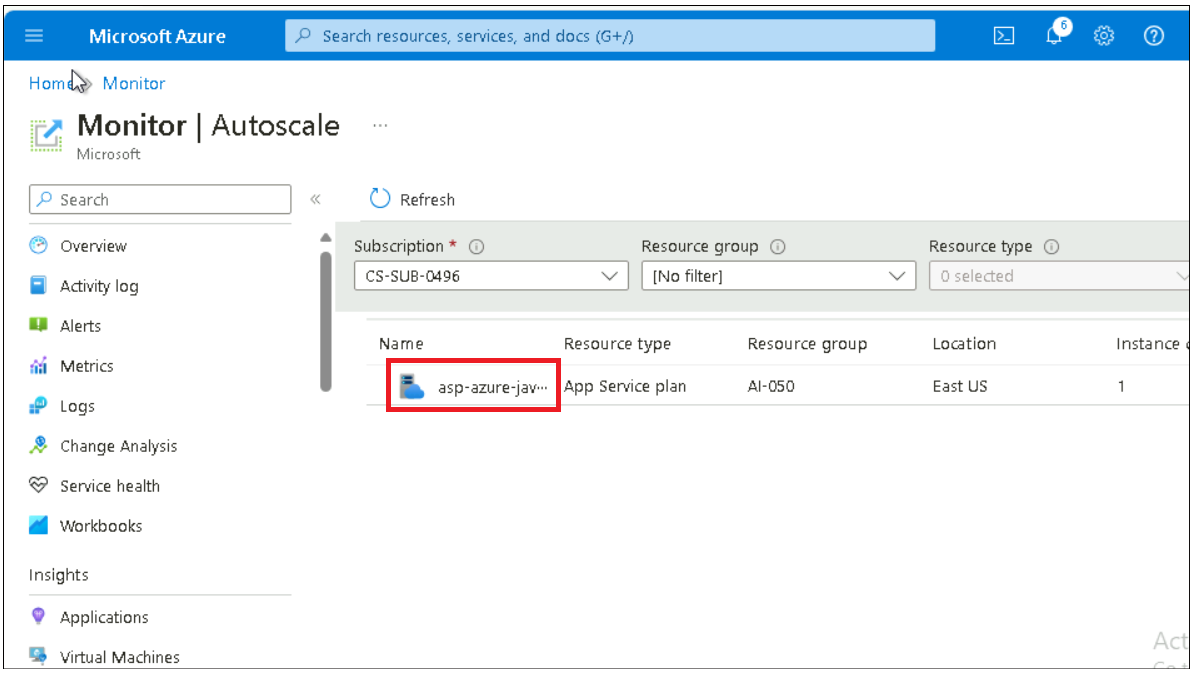 Microsoft Azure
Search resources, services, and docs (G+/)
6
Home
Monitor
Monitor | Autoscale
...
Microsoft
Search
«
Refresh
Overview
Activity log
Alerts
Metrics
Logs
Change Analysis
Service health
Workbooks
Insights
Applications
Virtual Machines
Subscription *
Resource group
Resource type
CS-SUB-0496
[No filter]
0 selected
Name Resource type Resource group Location Instance
asp-azure-jav... App Service plan AI-050 East US 1